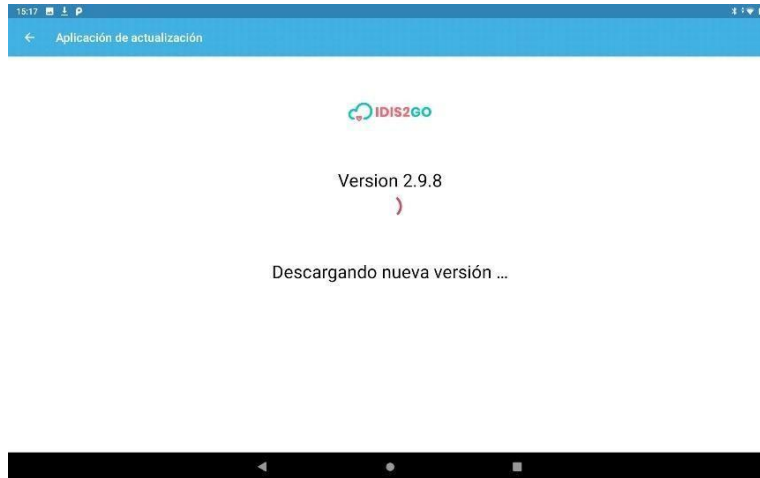 15:17
Aplicación de actualización
IDIS2GO
Version 2.9.8
Descargando nueva versión ...